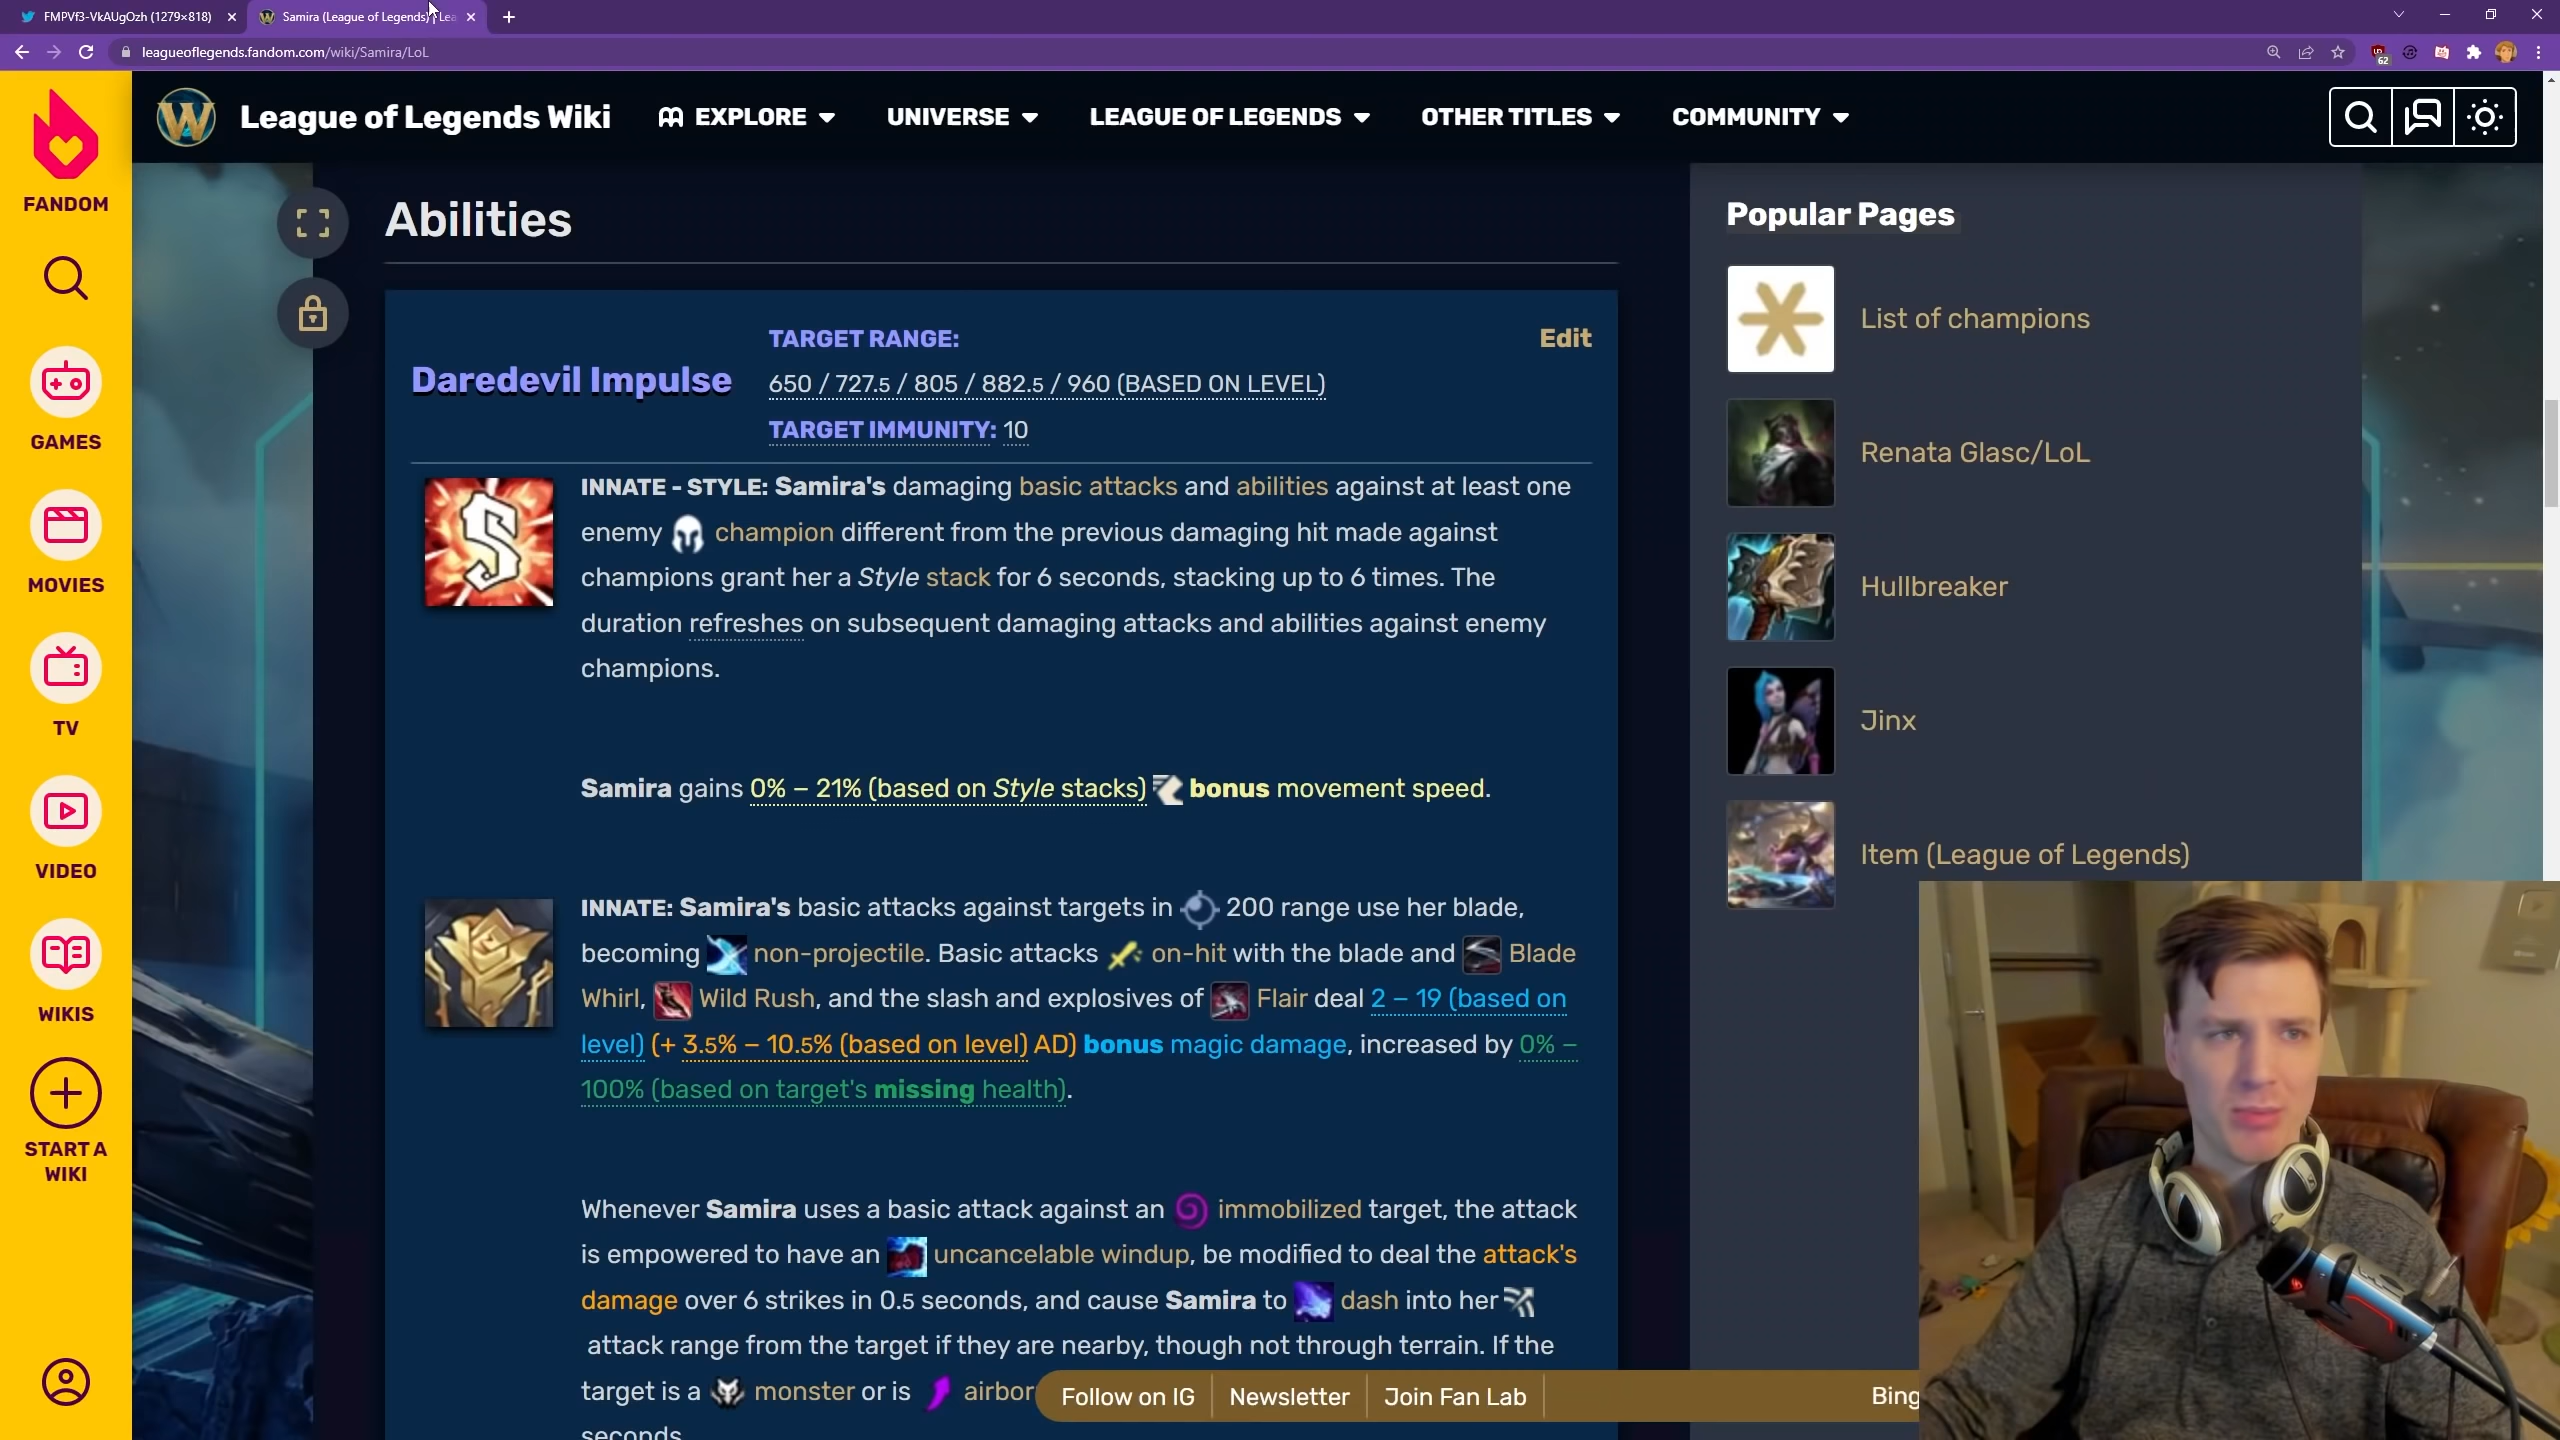 FMPVf3-VkAUgOzh (1279×818)
Samira (League of Legends) | Lea
leagueoflegends.fandom.com/wiki/Samira/LoL
62
FANDOM
GAMES
MOVIES
TV
VIDEO
WIKIS
START A
WIKI
League of Legends Wiki
EXPLORE
UNIVERSE
LEAGUE OF LEGENDS
OTHER TITLES
COMMUNITY
Abilities
Daredevil Impulse
TARGET RANGE:
650 / 727.5 / 805 / 882.5 / 960 (BASED ON LEVEL)
TARGET IMMUNITY: 10
Edit
INNATE - STYLE: Samira's damaging basic attacks and abilities against at least one
enemy champion different from the previous damaging hit made against
champions grant her a Style stack for 6 seconds, stacking up to 6 times. The
duration refreshes on subsequent damaging attacks and abilities against enemy
champions.
Samira gains 0% – 21% (based on Style stacks) bonus movement speed.
INNATE: Samira's basic attacks against targets in 200 range use her blade,
becoming non-projectile. Basic attacks on-hit with the blade and Blade
Whirl, Wild Rush, and the slash and explosives of Flair deal 2 – 19 (based on
level) (+ 3.5% – 10.5% (based on level) AD) bonus magic damage, increased by 0% –
100% (based on target's missing health).
Whenever Samira uses a basic attack against an immobilized target, the attack
is empowered to have an uncancelable windup, be modified to deal the attack's
damage over 6 strikes in 0.5 seconds, and cause Samira to dash into her
attack range from the target if they are nearby, though not through terrain. If the
target is a monster or is airbor
seconds
Popular Pages
List of champions
Renata Glasc/LoL
Hullbreaker
Jinx
Item (League of Legends)
Follow on IG
Newsletter
Join Fan Lab
Bing